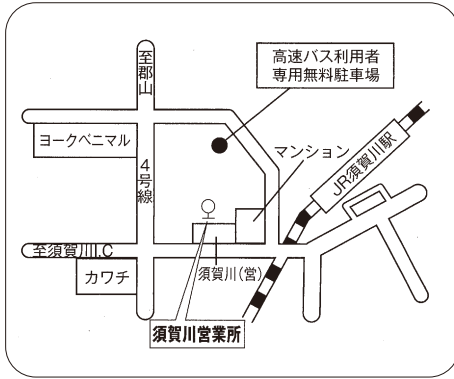 至郡山
高速バス利用者
専用無料駐車場
ヨークベニマル
マンション
JR須賀川駅
4号線
至須賀川I.C
須賀川(営)
カワチ
須賀川営業所